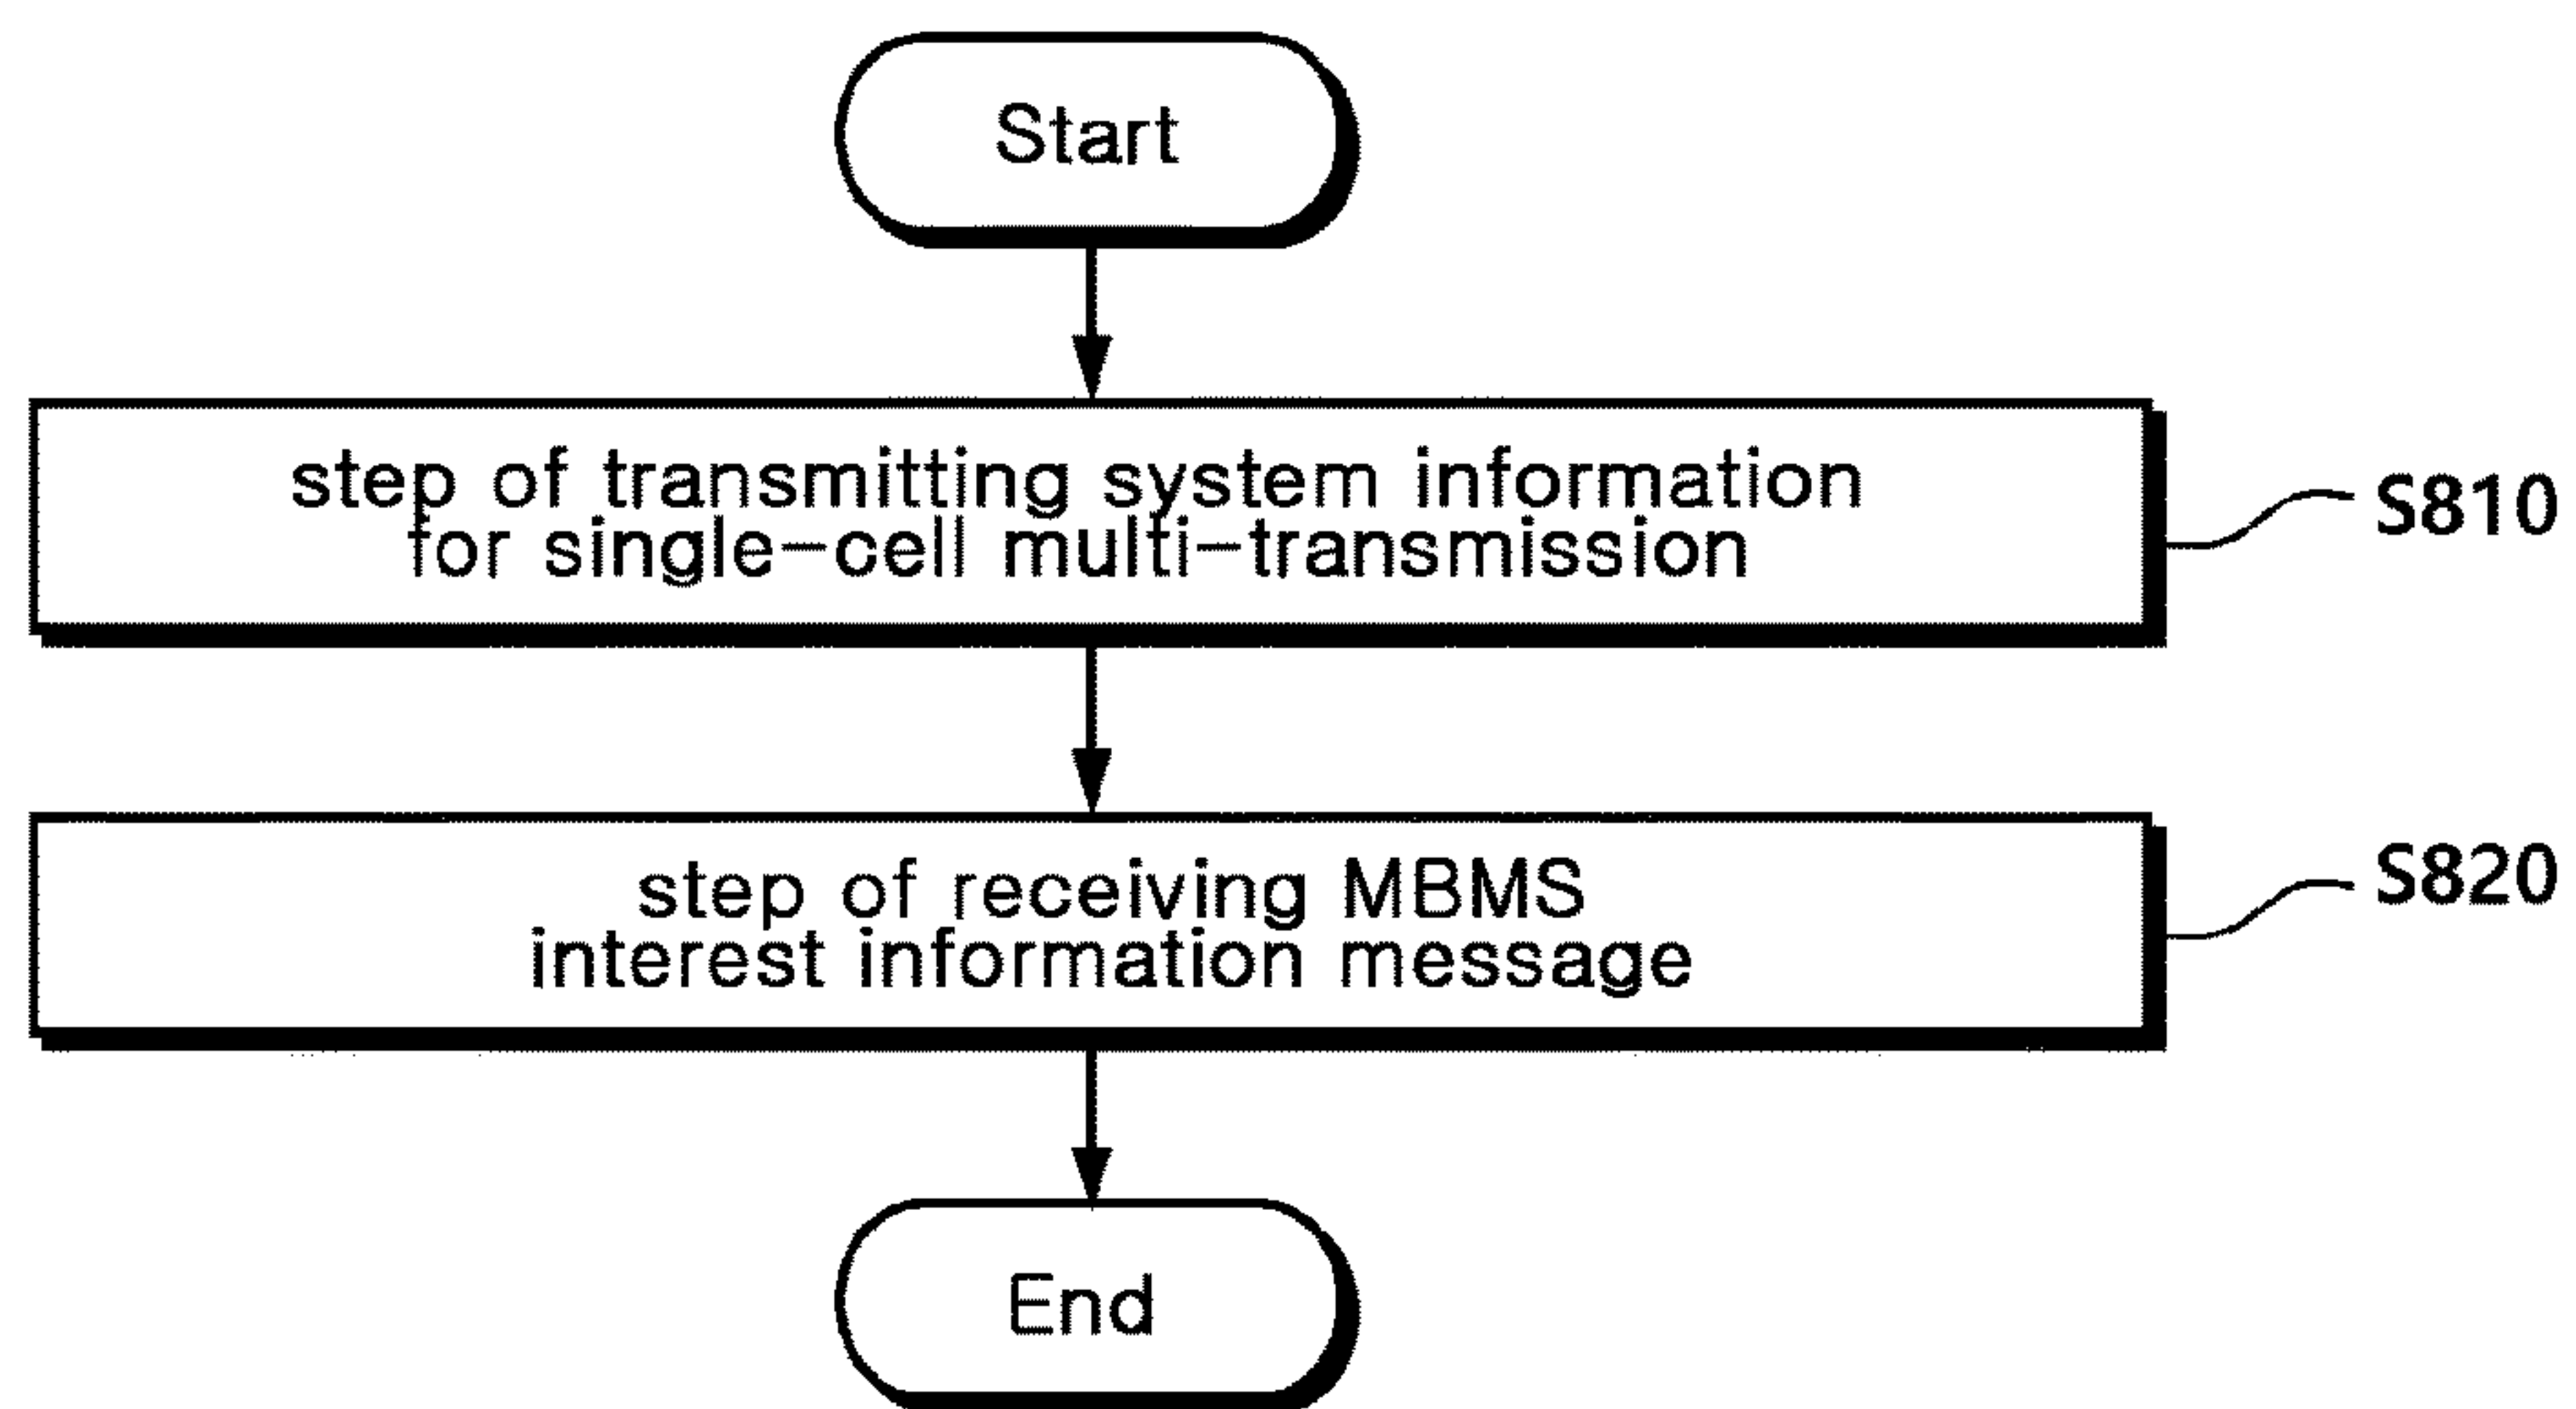 Start
step of transmitting system information
for single-cell multi-transmission
S810
step of receiving MBMS
interest information message
S820
End